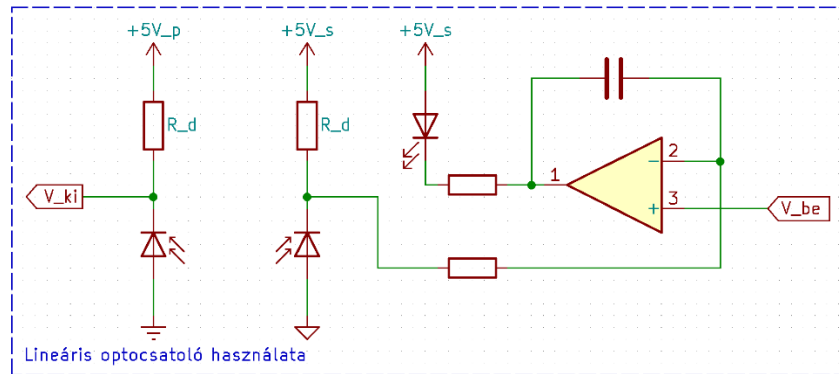 +5V_p
+5V_s
+5V_s
R_d
R_d
V_ki
1
2
3
-
+
V_be
Lineáris optocsatoló használata